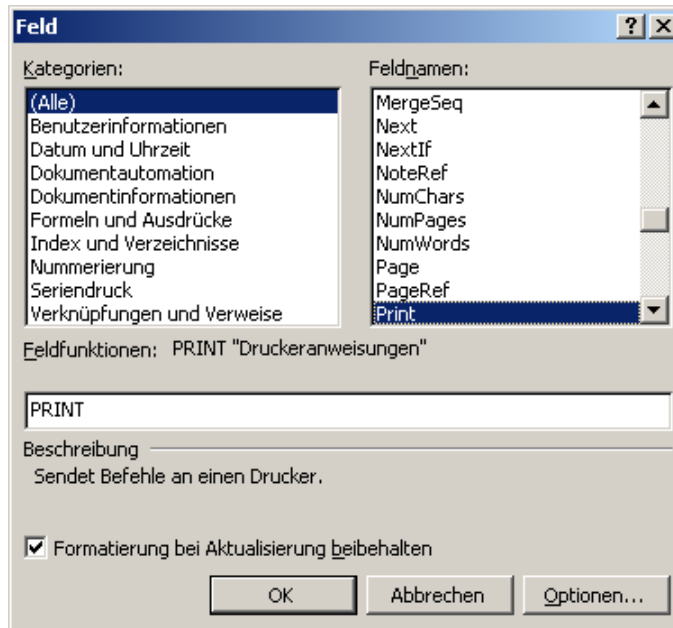 Feld
Kategorien:
(Alle)
Benutzerinformationen
Datum und Uhrzeit
Dokumentautomation
Dokumentinformationen
Formeln und Ausdrücke
Index und Verzeichnisse
Nummerierung
Seriendruck
Verknüpfungen und Verweise
Feldnamen:
MergeSeq
Next
NextIf
NoteRef
NumChars
NumPages
NumWords
Page
PageRef
Print
Feldfunktionen: PRINT "Druckeranweisungen"
PRINT
Beschreibung
Sendet Befehle an einen Drucker.
Formatierung bei Aktualisierung beibehalten
OK Abbrechen Optionen...